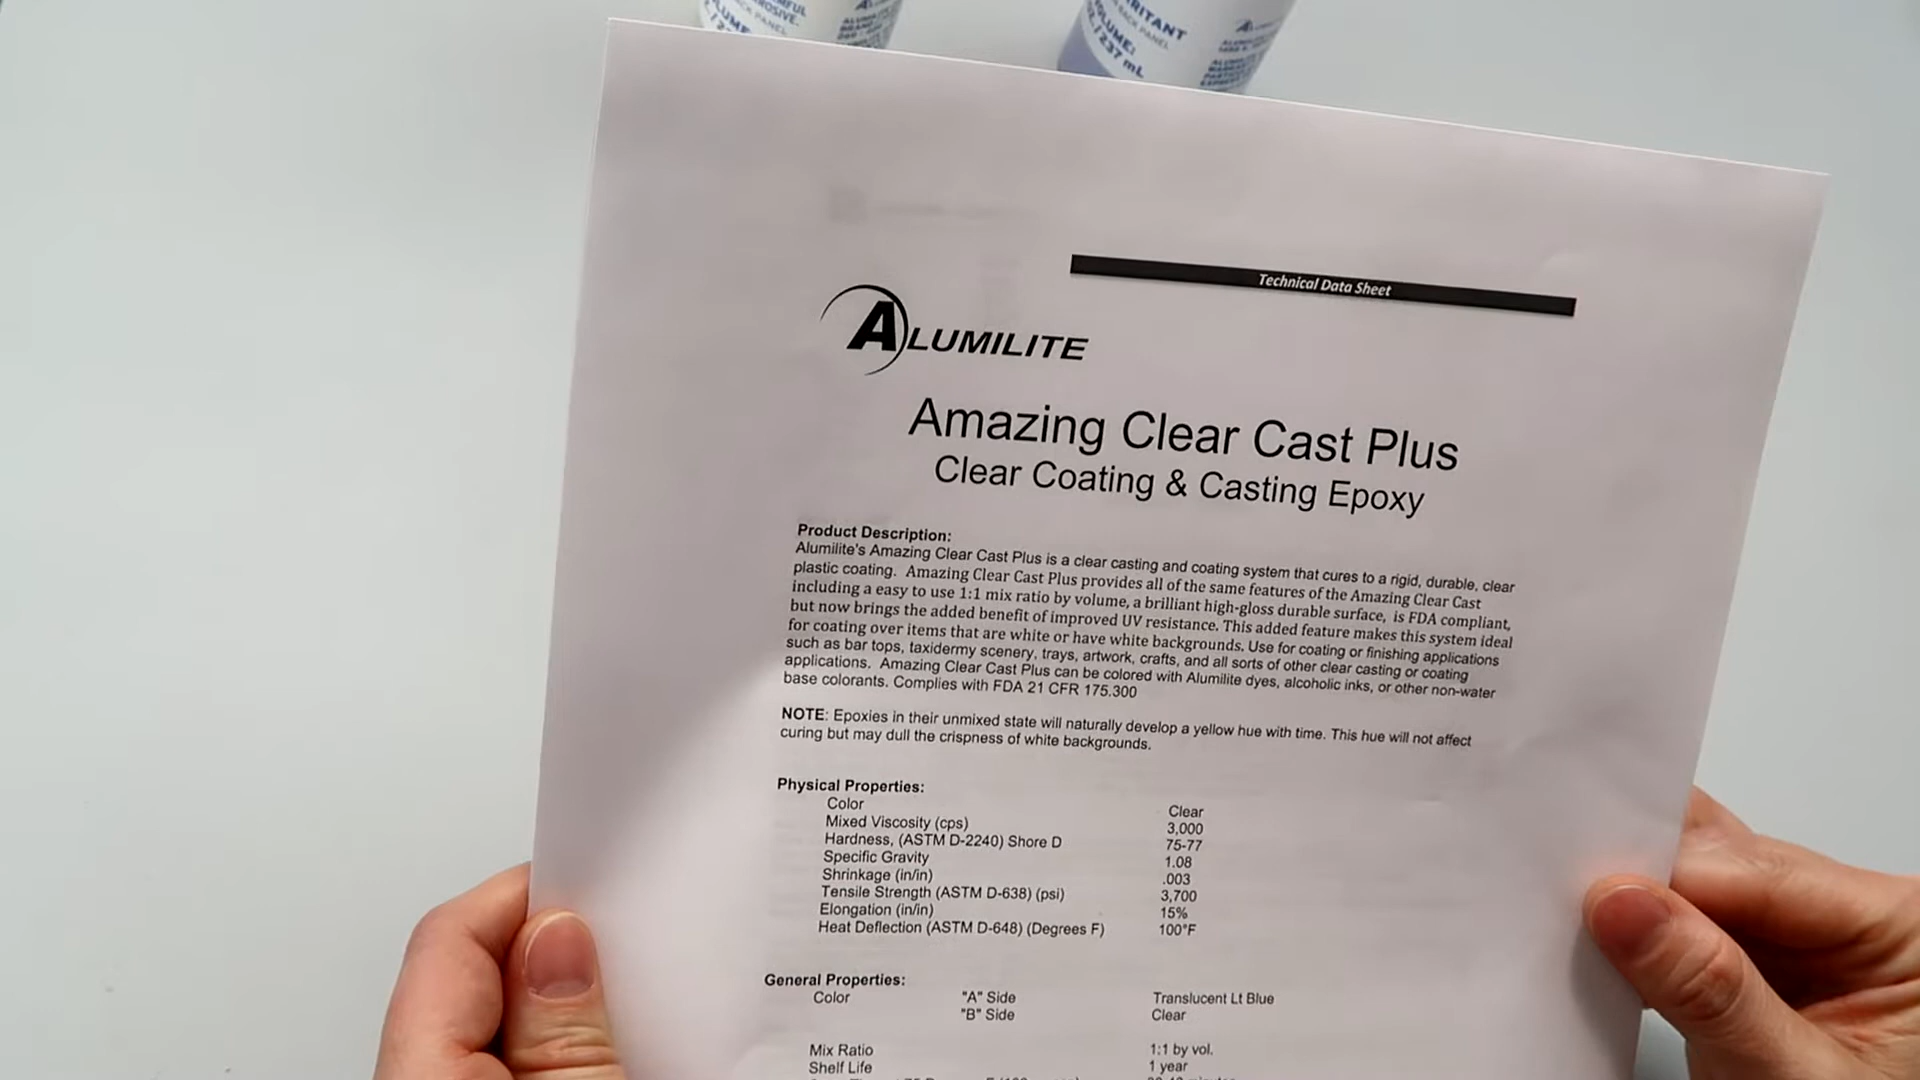 RITANT
BACK PANEL
VOLUME:
/ 237 mL
BACK PANEL
Technical Data Sheet
ALUMILITE
Amazing Clear Cast Plus
Clear Coating & Casting Epoxy
Product Description:
Alumilite's Amazing Clear Cast Plus is a clear casting and coating system that cures to a rigid, durable, clear
plastic coating. Amazing Clear Cast Plus provides all of the same features of the Amazing Clear Cast
including a easy to use 1:1 mix ratio by volume, a brilliant high-gloss durable surface, is FDA compliant,
but now brings the added benefit of improved UV resistance. This added feature makes this system ideal
for coating over items that are white or have white backgrounds. Use for coating or finishing applications
such as bar tops, taxidermy scenery, trays, artwork, crafts, and all sorts of other clear casting or coating
applications. Amazing Clear Cast Plus can be colored with Alumilite dyes, alcoholic inks, or other non-water
base colorants. Complies with FDA 21 CFR 175.300
NOTE: Epoxies in their unmixed state will naturally develop a yellow hue with time. This hue will not affect
curing but may dull the crispness of white backgrounds.
Physical Properties:
Color Clear
Mixed Viscosity (cps) 3,000
Hardness, (ASTM D-2240) Shore D 75-77
Specific Gravity 1.08
Shrinkage (in/in) .003
Tensile Strength (ASTM D-638) (psi) 3,700
Elongation (in/in) 15%
Heat Deflection (ASTM D-648) (Degrees F) 100°F
General Properties:
Color "A" Side Translucent Lt Blue
"B" Side Clear
Mix Ratio 1:1 by vol.
Shelf Life 1 year